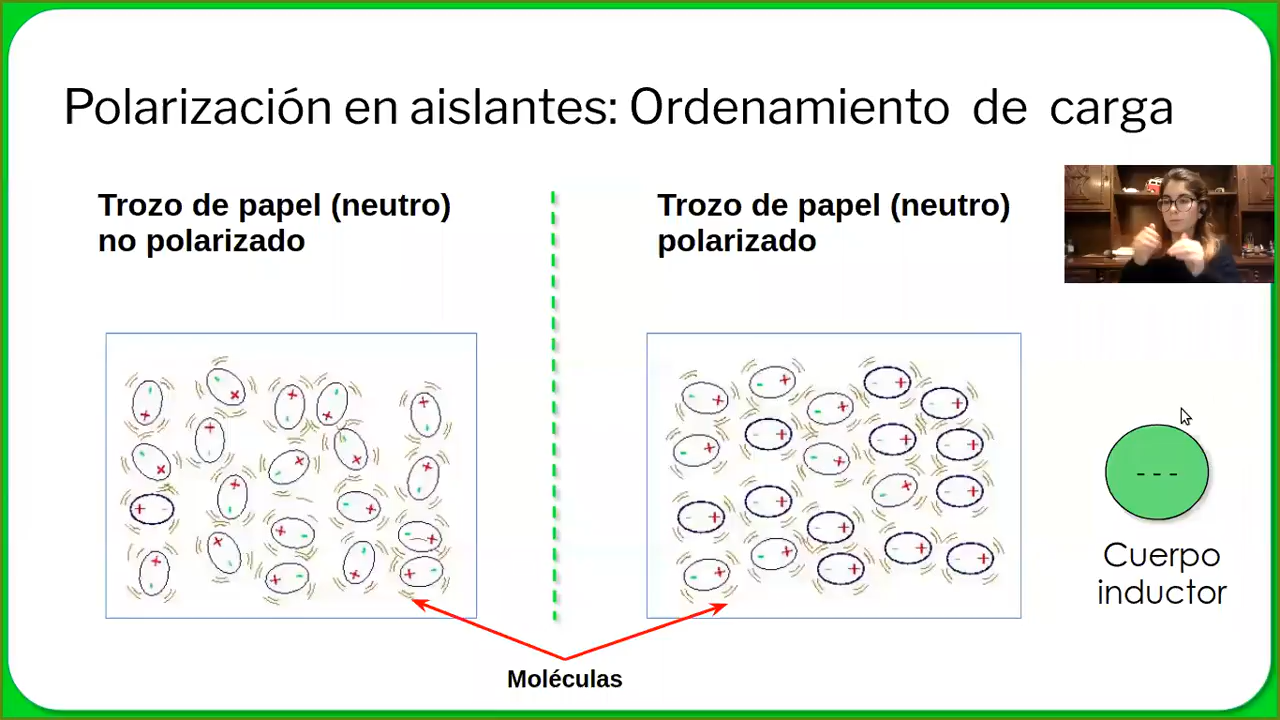 Polarización en aislantes: Ordenamiento de carga
Trozo de papel (neutro)
no polarizado
Trozo de papel (neutro)
polarizado
- - -
Cuerpo
inductor
Moléculas